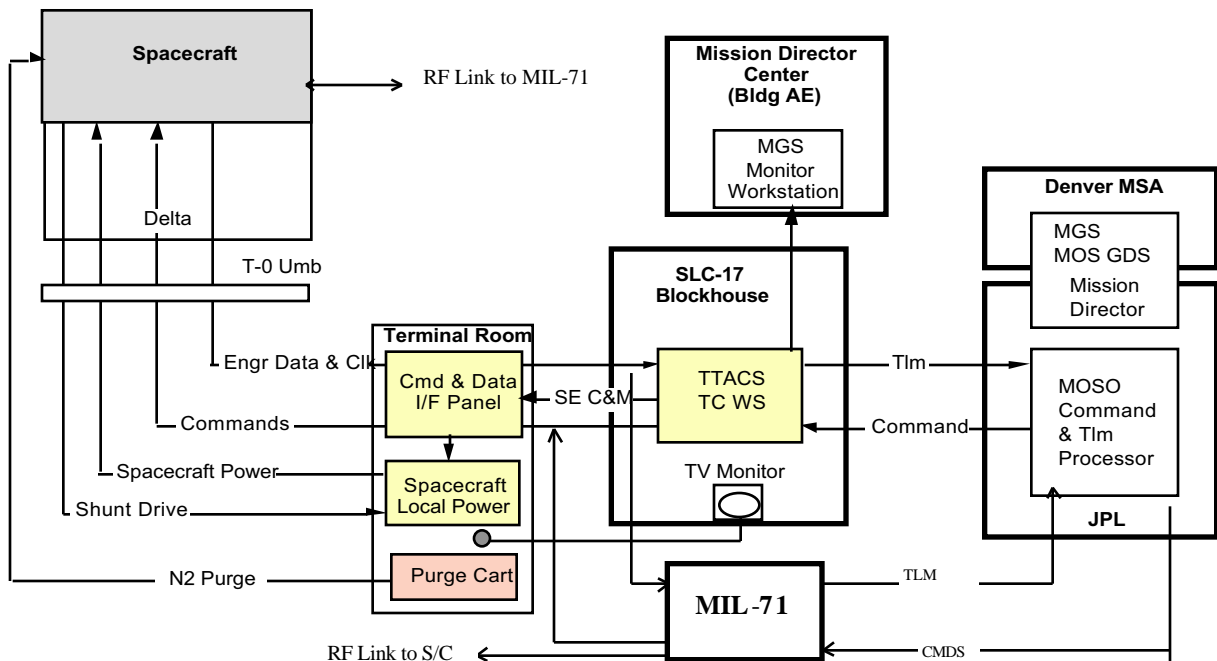 Spacecraft
RF Link to MIL-71
Mission Director
Center
(Bldg AE)
MGS
Monitor
Workstation
Denver MSA
MGS
MOS GDS
Mission
Director
Delta
T-0 Umb
SLC-17
Blockhouse
Terminal Room
Engr Data & Clk
Cmd & Data
I/F Panel
SE C&M
TTACS
TC WS
Tlm
MOSO
Command
& Tlm
Processor
Commands
Command
Spacecraft Power
Spacecraft
Local Power
TV Monitor
Shunt Drive
JPL
N2 Purge
Purge Cart
MIL-71
TLM
RF Link to S/C
CMDS